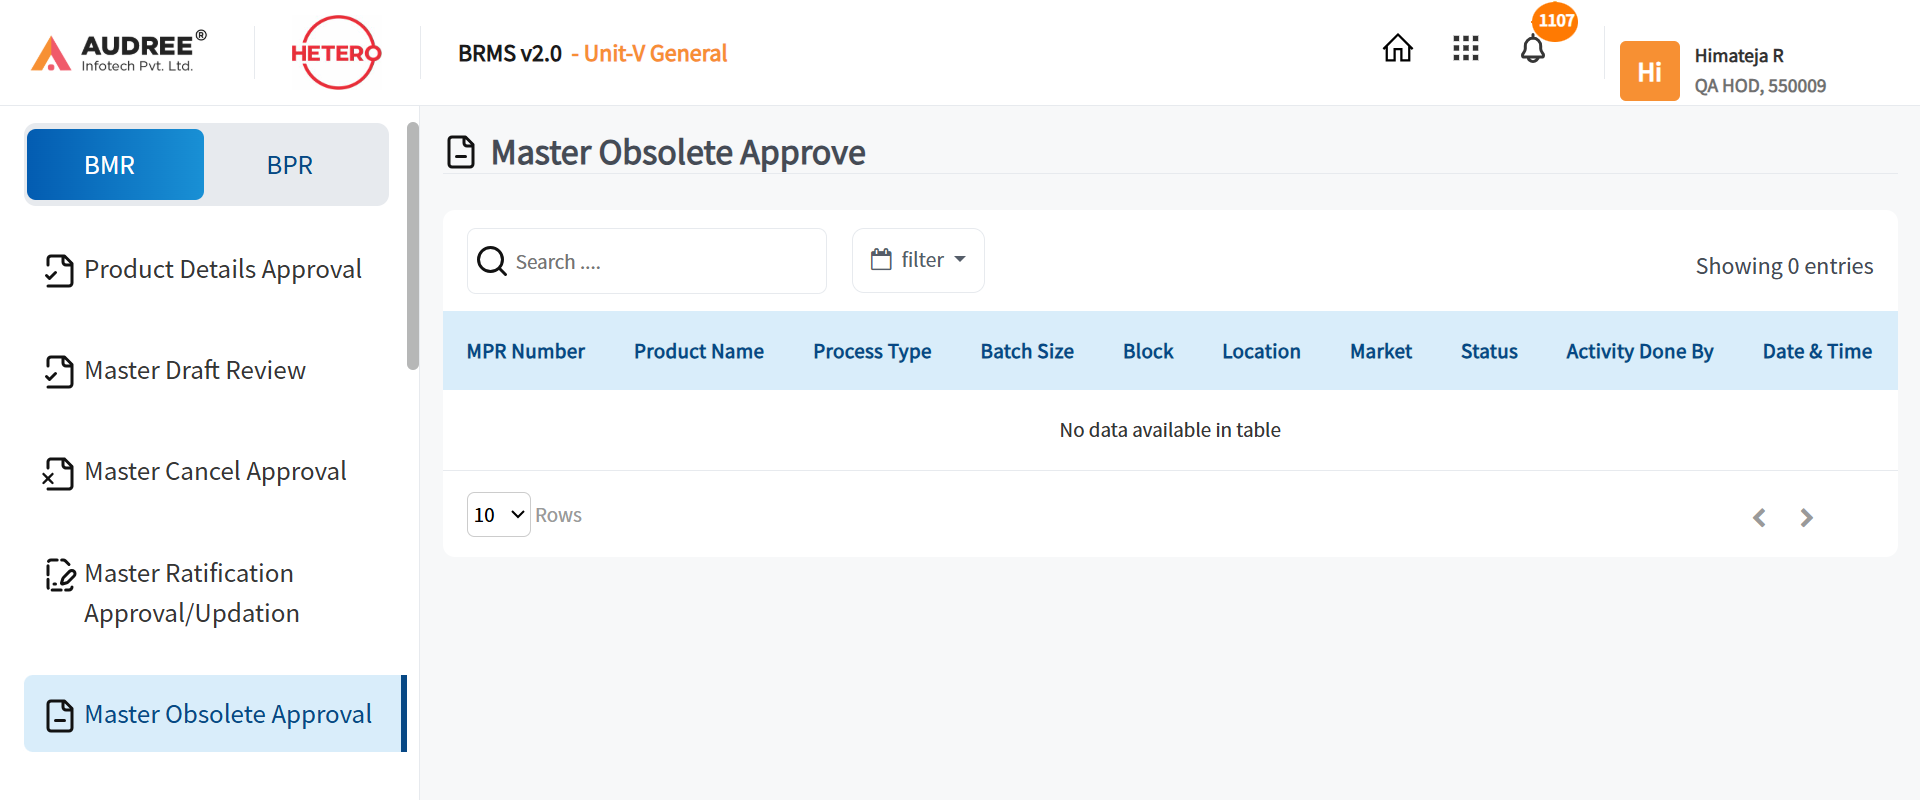 AUDREE®
Infotech Pvt. Ltd.
HETERO
BRMS v2.0 - Unit-V General
1107
Hi
Himateja R
QA HOD, 550009
BMR
BPR
Product Details Approval
Master Draft Review
Master Cancel Approval
Master Ratification
Approval/Updation
Master Obsolete Approval
Master Obsolete Approve
Search ....
filter
Showing 0 entries
MPR Number Product Name Process Type Batch Size Block Location Market Status Activity Done By Date & Time
No data available in table
10 Rows